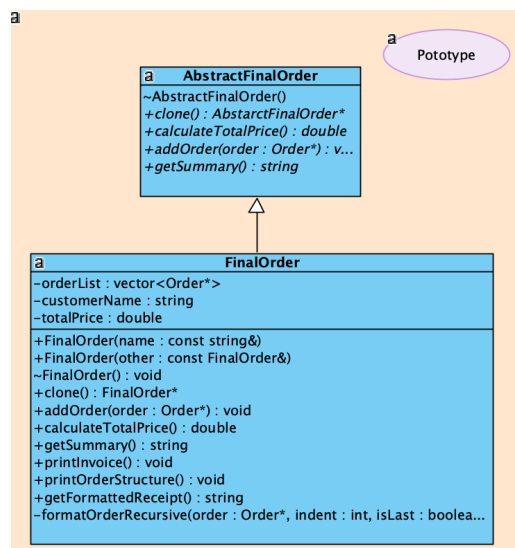 a
a
Pototype
a
AbstractFinalOrder
~AbstractFinalOrder()
+clone() : AbstarctFinalOrder*
+calculateTotalPrice() : double
+addOrder(order : Order*) : v...
+getSummary() : string
a
FinalOrder
-orderList : vector<Order*>
-customerName : string
-totalPrice : double
+FinalOrder(name : const string&)
+FinalOrder(other : const FinalOrder&)
~FinalOrder() : void
+clone() : FinalOrder*
+addOrder(order : Order*) : void
+calculateTotalPrice() : double
+getSummary() : string
+printInvoice() : void
+printOrderStructure() : void
+getFormattedReceipt() : string
-formatOrderRecursive(order : Order*, indent : int, isLast : boolea...